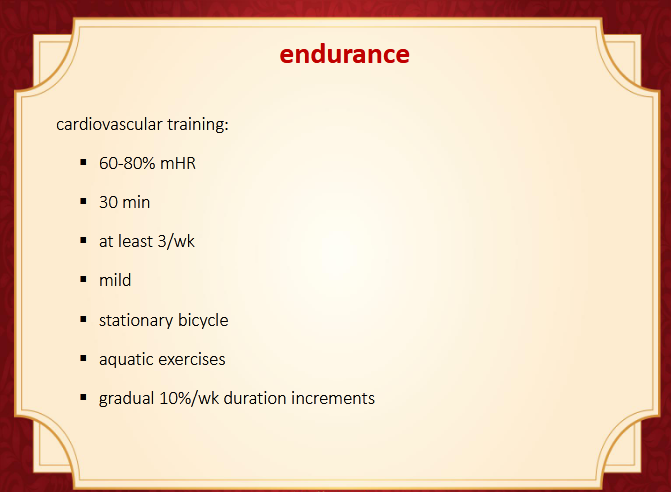 endurance
cardiovascular training:
▪ 60-80% mHR
▪ 30 min
▪ at least 3/wk
▪ mild
▪ stationary bicycle
▪ aquatic exercises
▪ gradual 10%/wk duration increments